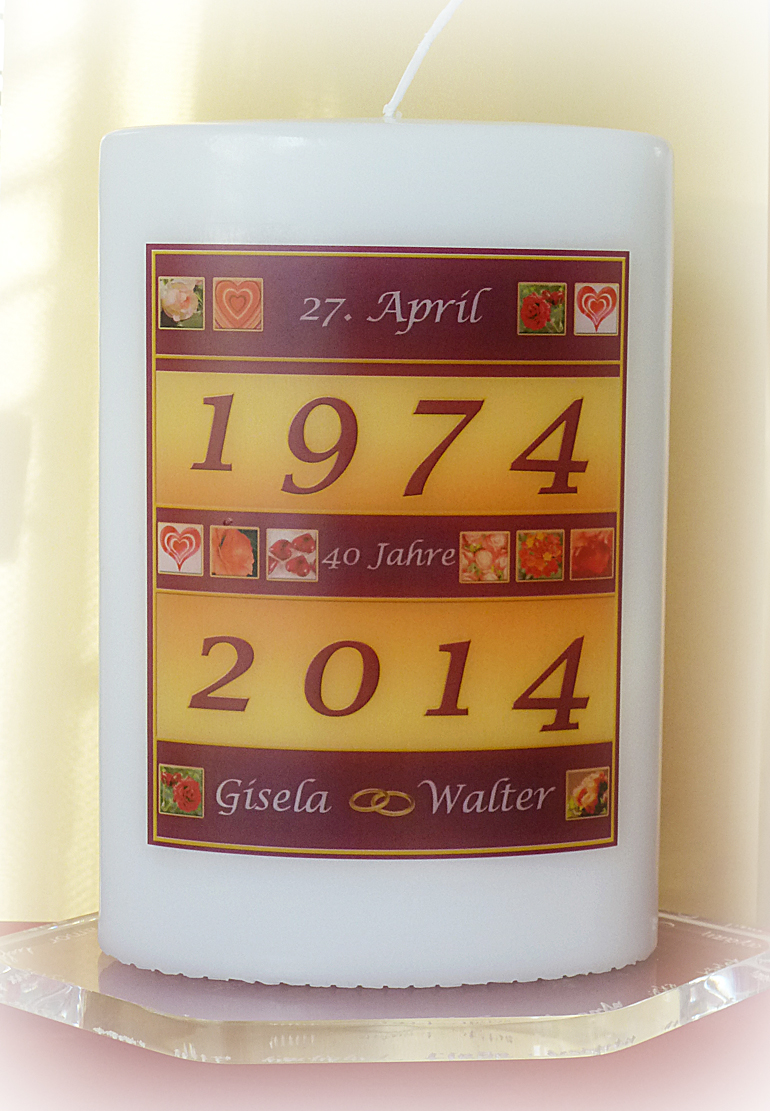 27. April
1974
40 Jahre
2014
Gisela Walter